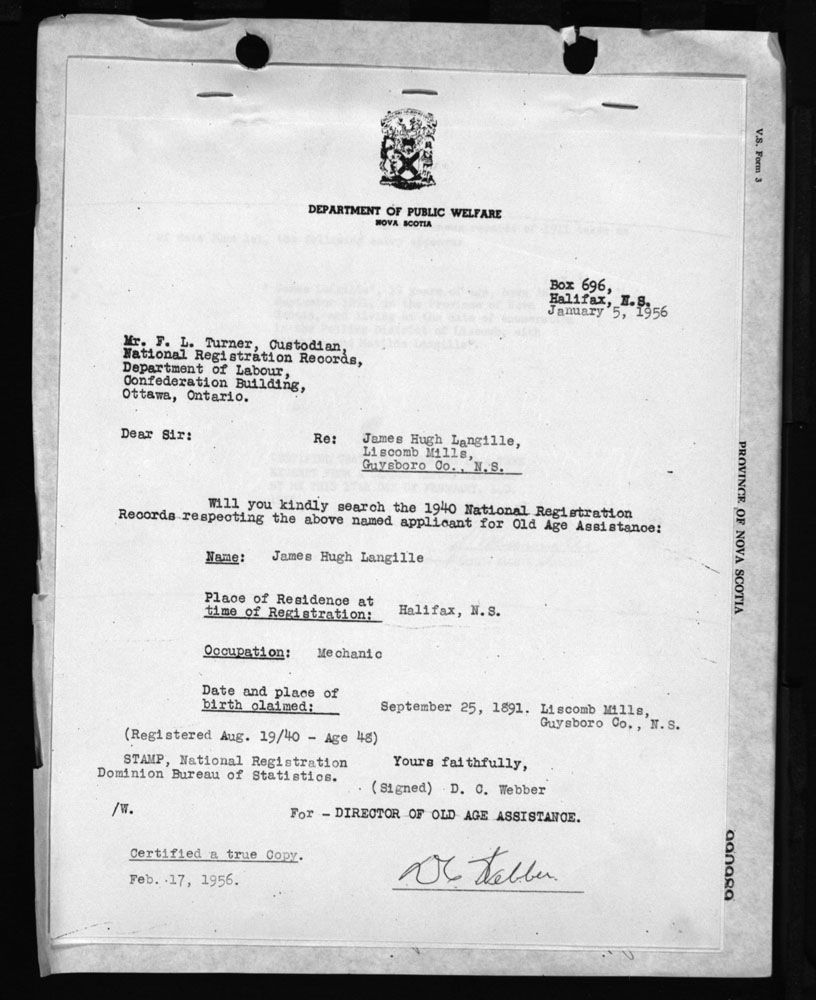 DEPARTMENT OF PUBLIC WELFARE
NOVA SCOTIA
Box 696,
Halifax, N.S.
January 5, 1956
Mr. F. L. Turner, Custodian,
National Registration Records,
Department of Labour,
Confederation Building,
Ottawa, Ontario.
Dear Sir:
Re: James Hugh Langille,
Liscomb Mills,
Guysboro Co., N.S.
Will you kindly search the 1940 National Registration
Records respecting the above named applicant for Old Age Assistance:
Name: James Hugh Langille
Place of Residence at
time of Registration: Halifax, N.S.
Occupation: Mechanic
Date and place of
birth claimed: September 25, 1891. Liscomb Mills,
Guysboro Co., N.S.
(Registered Aug. 19/40 - Age 48)
STAMP, National Registration
Dominion Bureau of Statistics.
Yours faithfully,
(Signed) D. C. Webber
/W.
For - DIRECTOR OF OLD AGE ASSISTANCE.
Certified a true Copy.
Feb. 17, 1956.
DC Webber
V.S. Form 3
PROVINCE OF NOVA SCOTIA